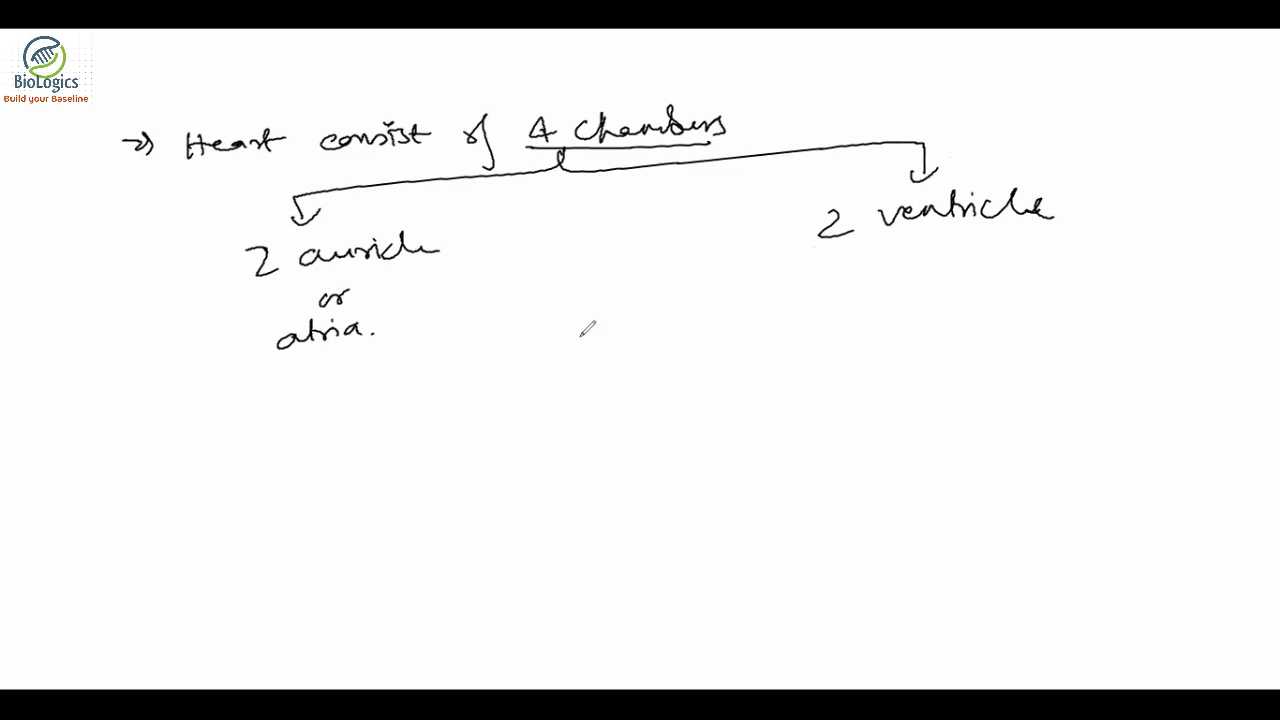 BioLogics
Build your Baseline
→) Heart consist of 4 chambers
2 auricle
2 ventricle
or
atria.